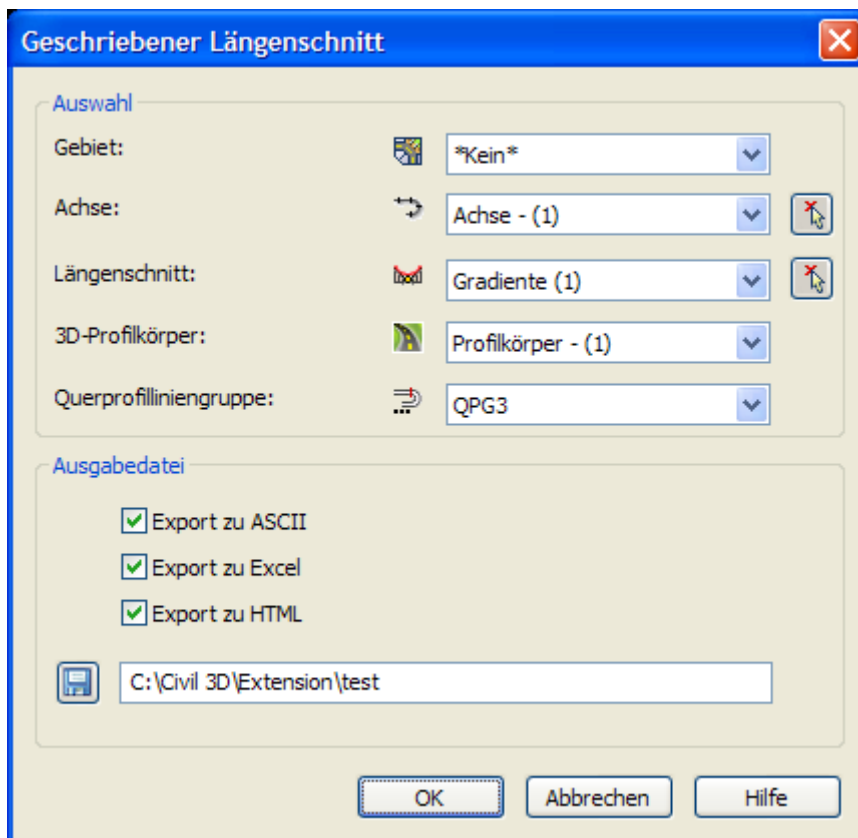 Geschriebener Längenschnitt
Auswahl
Gebiet: *Kein*
Achse: Achse - (1)
Längenschnitt: Gradiente (1)
3D-Profilkörper: Profilkörper - (1)
Querprofilliniengruppe: QPG3
Ausgabedatei
Export zu ASCII
Export zu Excel
Export zu HTML
C:\Civil 3D\Extension\test
OK Abbrechen Hilfe